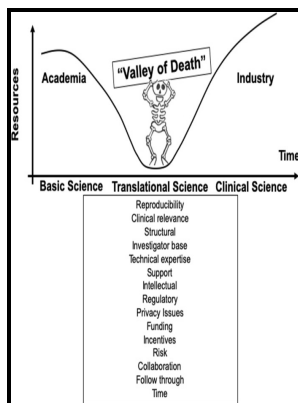 Resources
"Valley of Death"
Academia
Industry
Time
Basic Science Translational Science Clinical Science
Reproducibility
Clinical relevance
Structural
Investigator base
Technical expertise
Support
Intellectual
Regulatory
Privacy Issues
Funding
Incentives
Risk
Collaboration
Follow through
Time